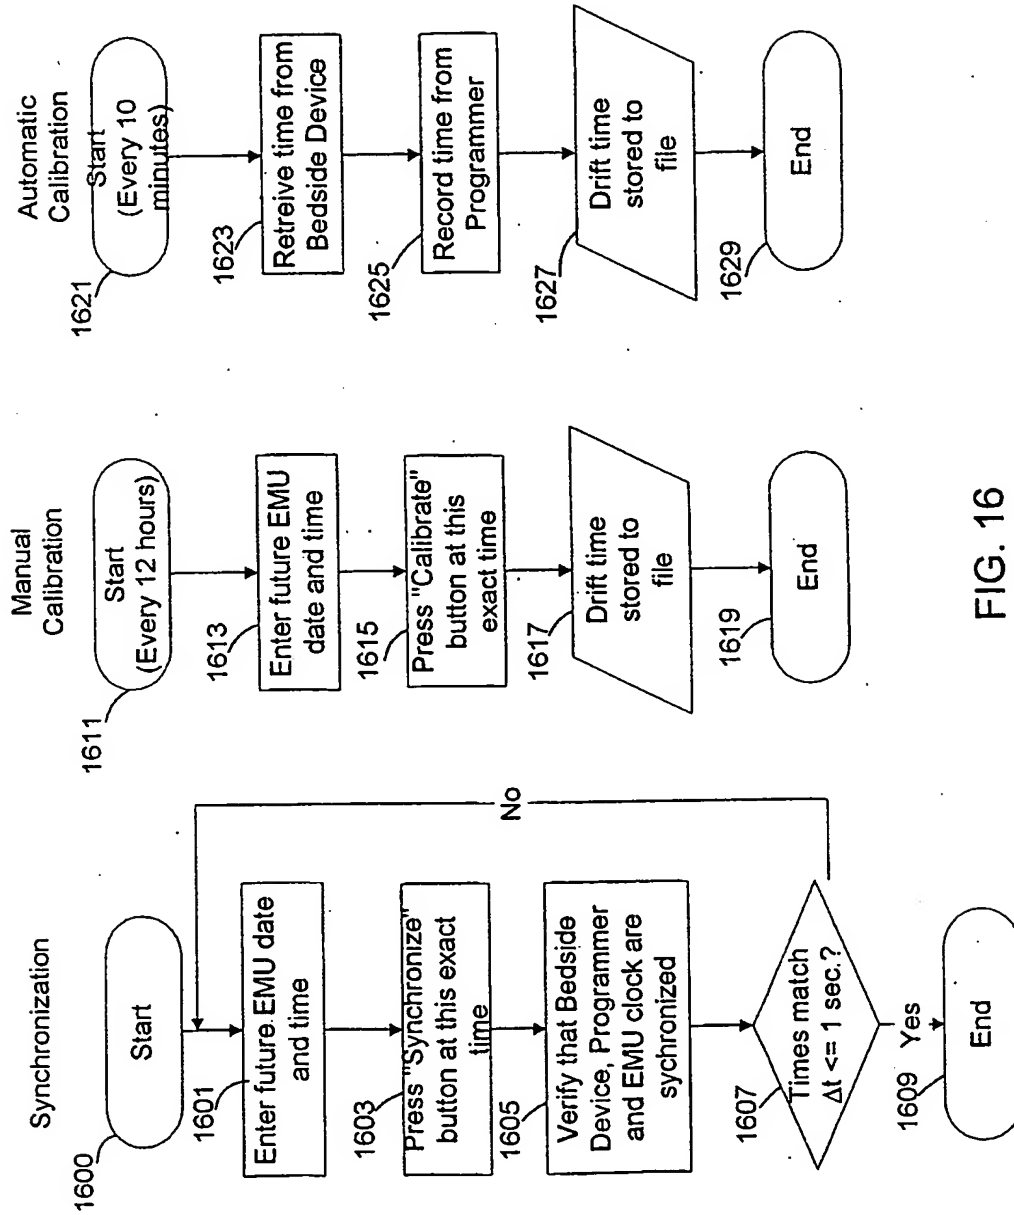 Synchronization
1600
Start
1601
Enter future EMU date
and time
1603
Press "Synchronize"
button at this exact
time
1605
Verify that Bedside
Device, Programmer
and EMU clock are
sychronized
1607
Times match
Δt <= 1 sec.?
No
Yes
1609
End
Manual
Calibration
1611
Start
(Every 12 hours)
1613
Enter future EMU
date and time
1615
Press "Calibrate"
button at this
exact time
1617
Drift time
stored to
file
1619
End
Automatic
Calibration
1621
Start
(Every 10
minutes)
1623
Retreive time from
Bedside Device
1625
Record time from
Programmer
1627
Drift time
stored to
file
1629
End
FIG. 16